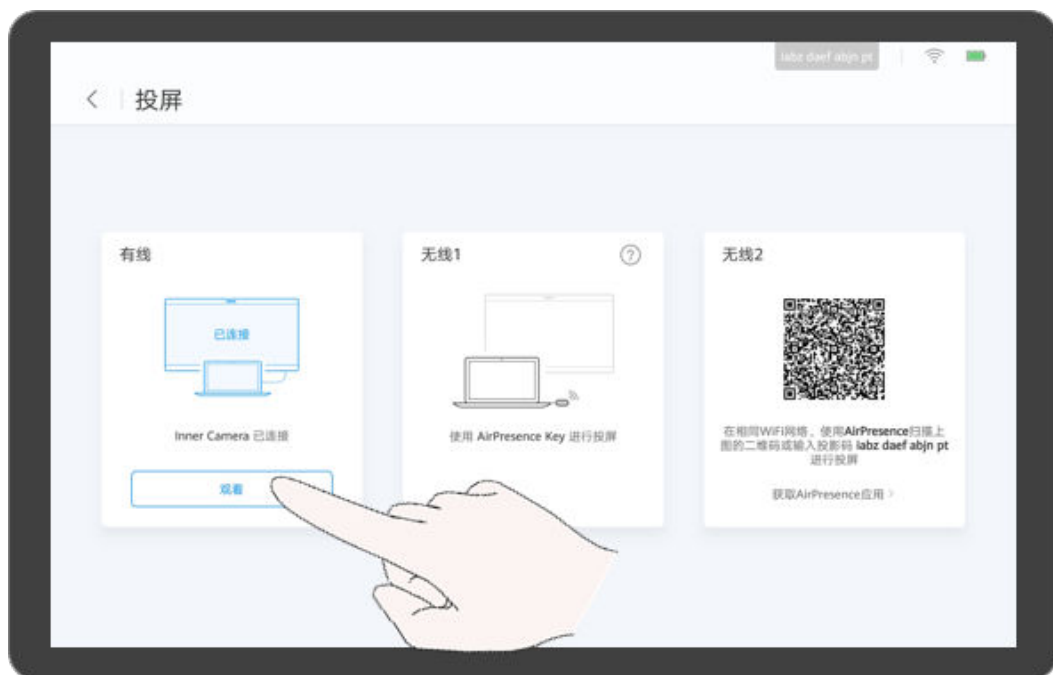 labz daef abjn pt
投屏
有线
已连接
Inner Camera 已连接
观看
无线1
?
使用 AirPresence Key 进行投屏
无线2
在相同WiFi网络，使用AirPresence扫描上
图的二维码或输入投影码 labz daef abjn pt
进行投屏
获取AirPresence应用 >